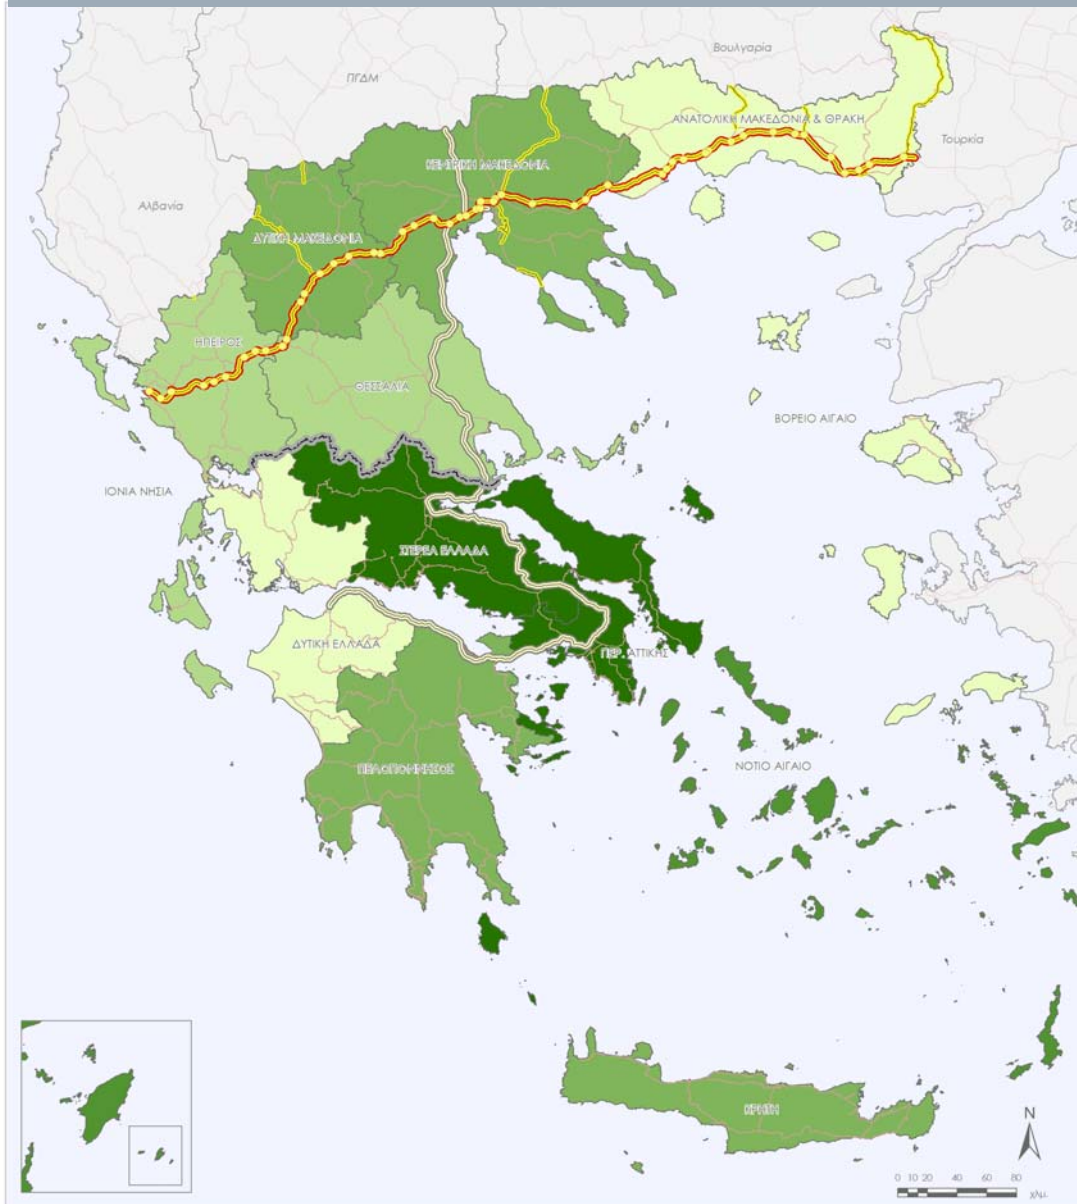 Βουλγαρία
ΠΓΔΜ
ΑΝΑΤΟΛΙΚΗ ΜΑΚΕΔΟΝΙΑ & ΘΡΑΚΗ
Τουρκία
ΚΕΝΤΡΙΚΗ ΜΑΚΕΔΟΝΙΑ
Αλβανία
ΔΥΤΙΚΗ ΜΑΚΕΔΟΝΙΑ
ΗΠΕΙΡΟΣ
ΘΕΣΣΑΛΙΑ
ΒΟΡΕΙΟ ΑΙΓΑΙΟ
ΙΟΝΙΑ ΝΗΣΙΑ
ΣΤΕΡΕΑ ΕΛΛΑΔΑ
ΔΥΤΙΚΗ ΕΛΛΑΔΑ
ΠΕΡ. ΑΤΤΙΚΗΣ
ΝΟΤΙΟ ΑΙΓΑΙΟ
ΠΕΛΟΠΟΝΝΗΣΟΣ
ΚΡΗΤΗ
N
0 10 20 40 60 80
χλμ.